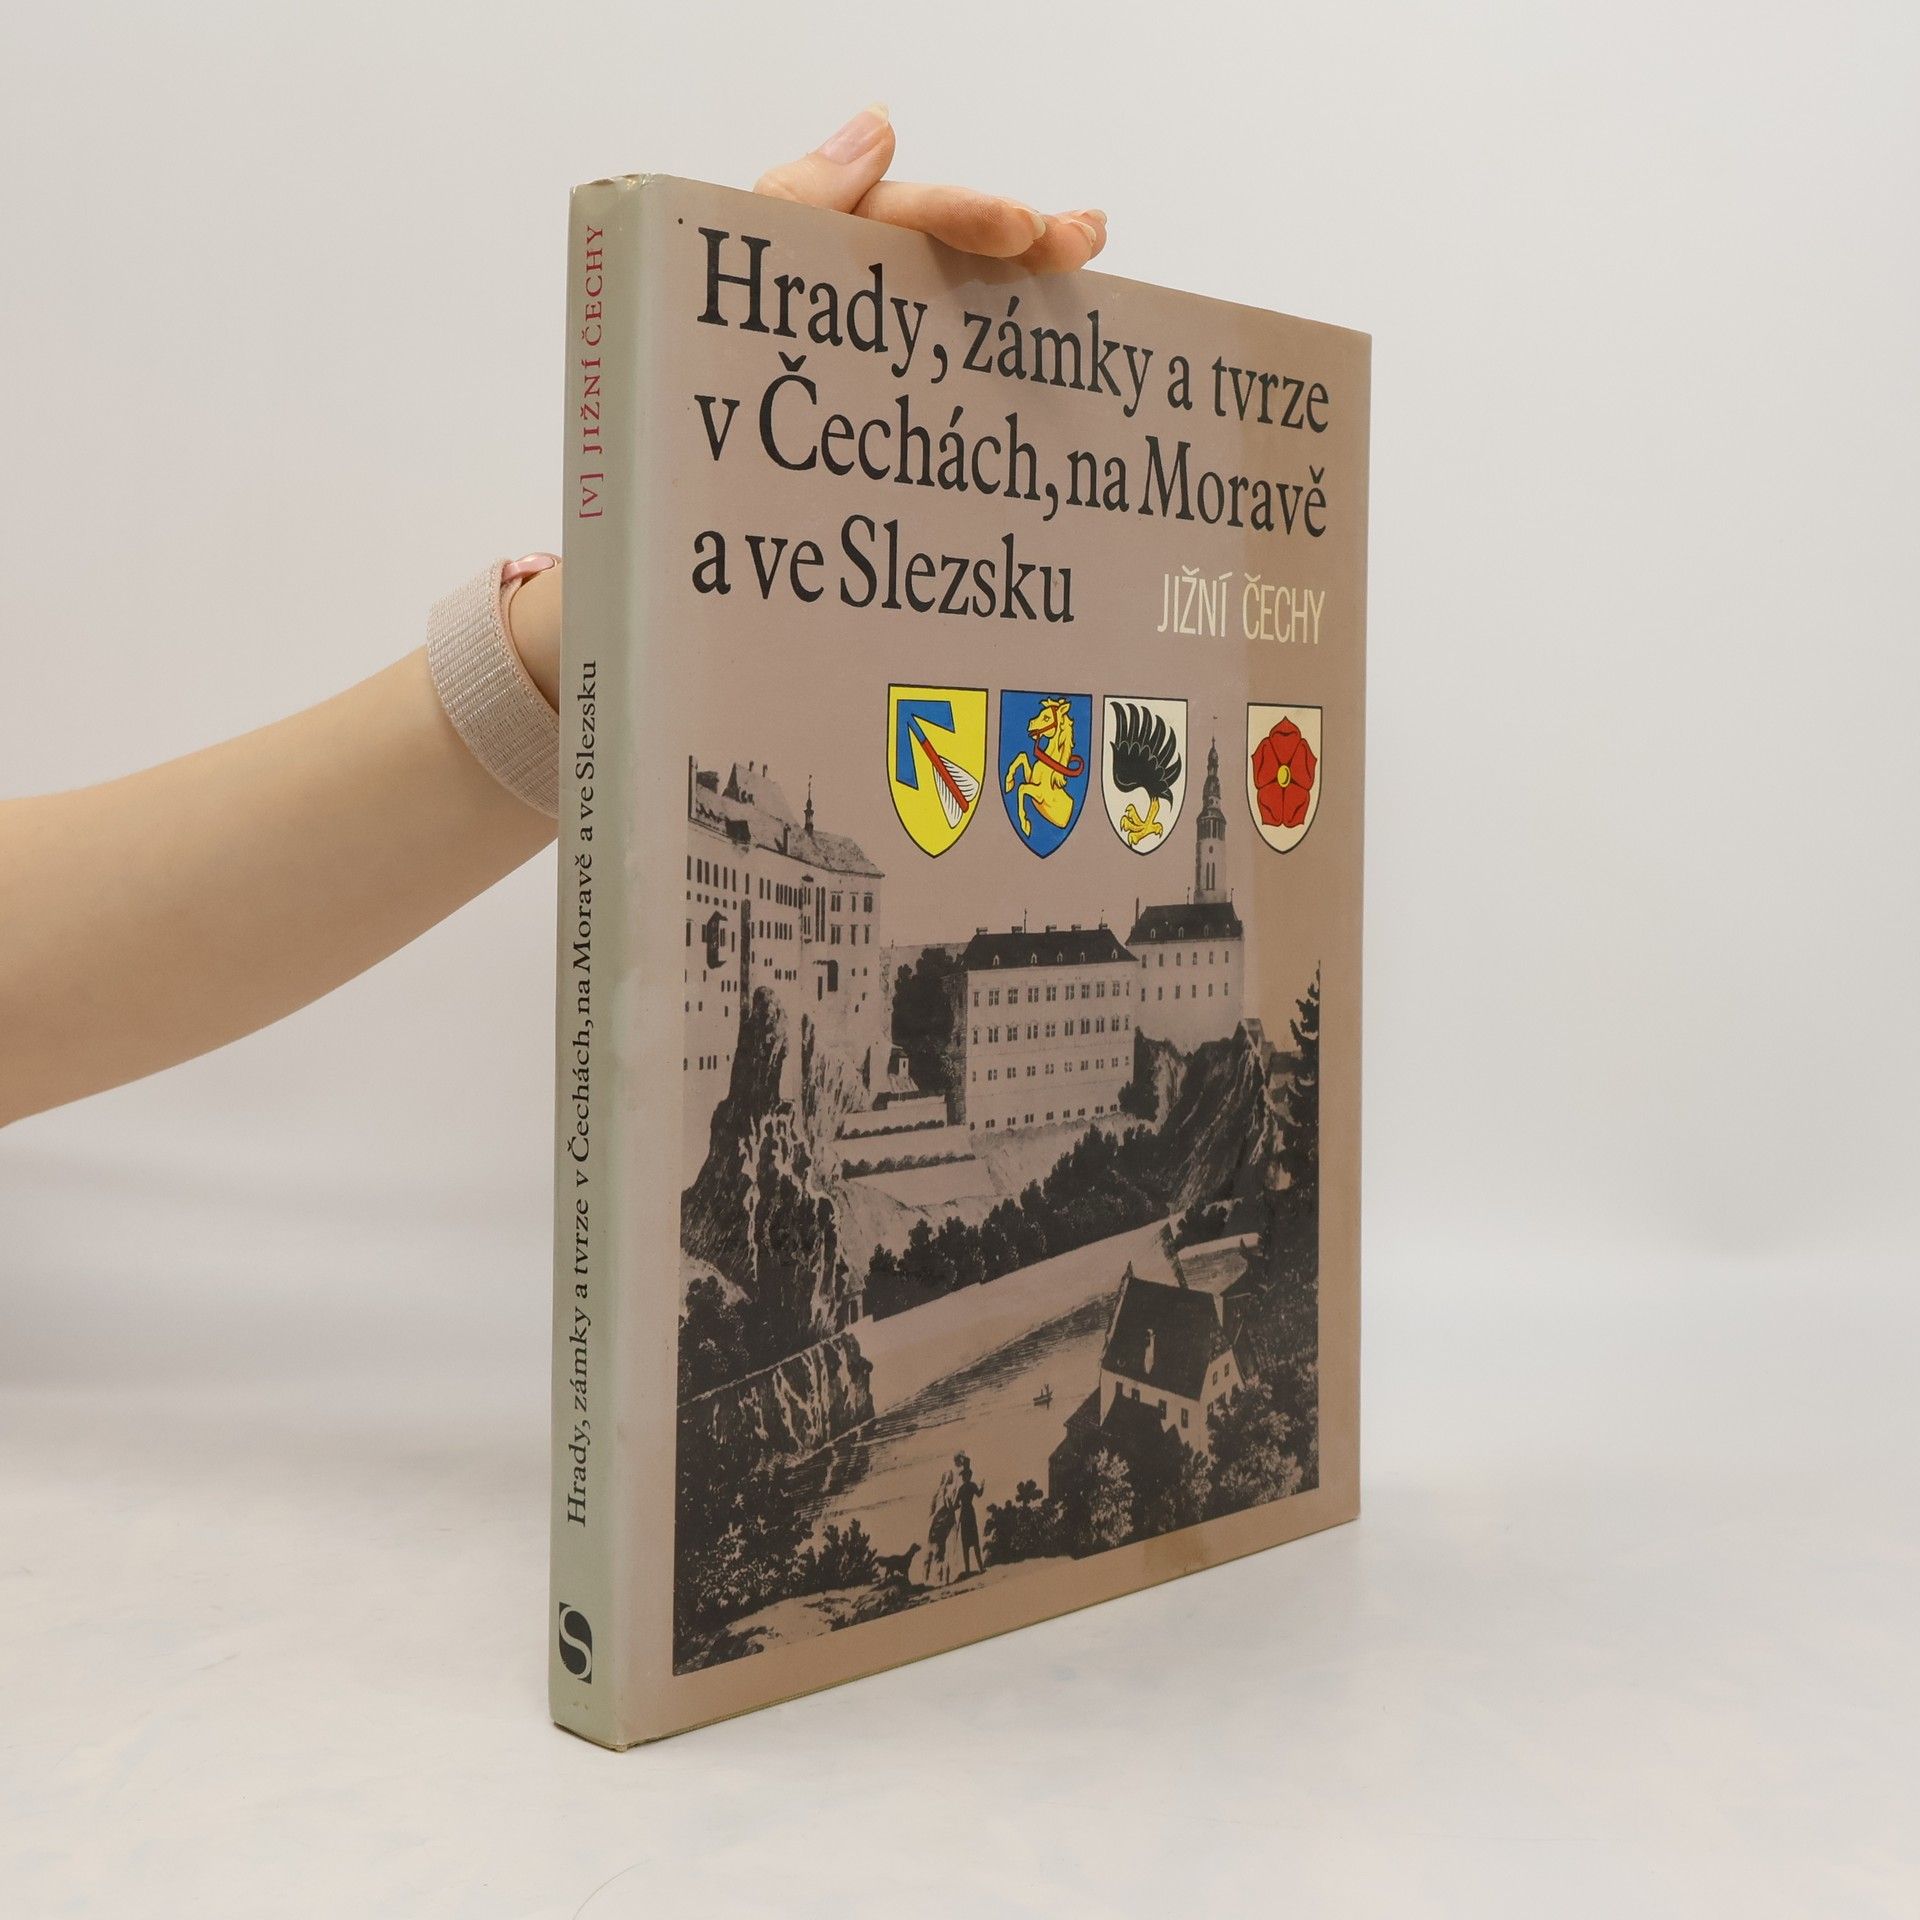 Hrady, zámky a tvrze
v Čechách, na Moravě
a ve Slezsku
JIŽNÍ ČECHY
[V] JIŽNÍ ČECHY
Hrady, zámky a tvrze v Čechách, na Moravě a ve Slezsku
S